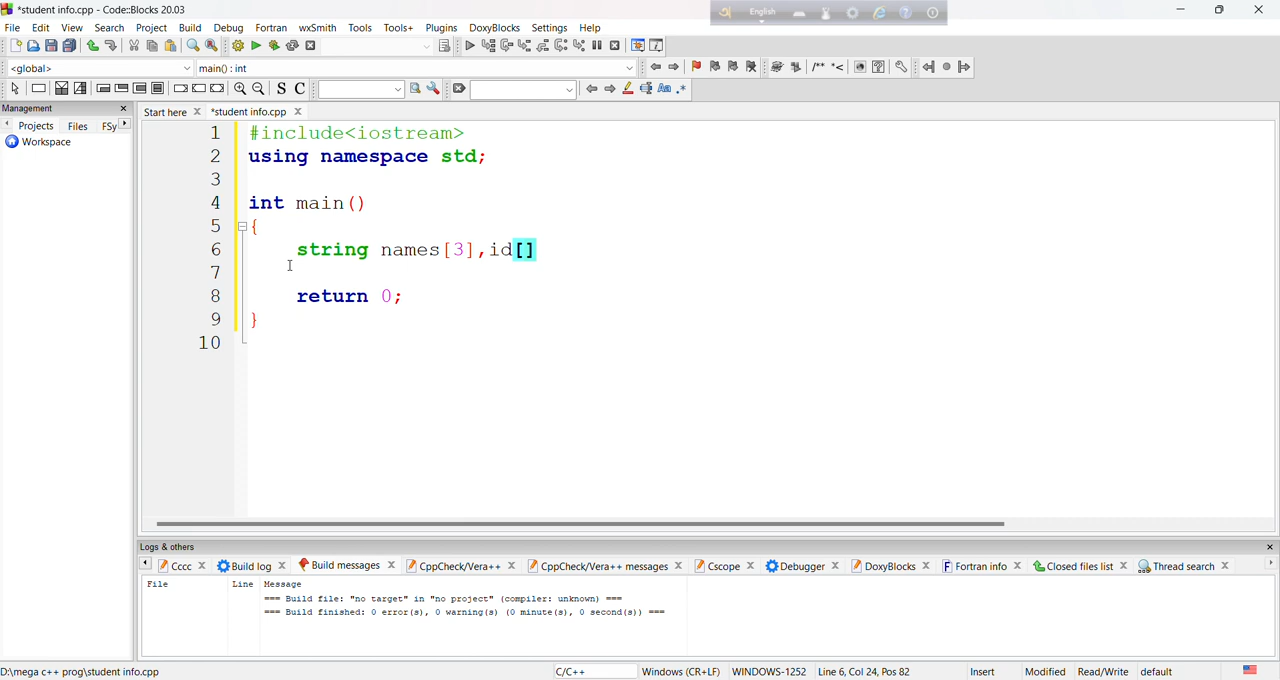 *student info.cpp - Code::Blocks 20.03
English
File Edit View Search Project Build Debug Fortran wxSmith Tools Tools+ Plugins DoxyBlocks Settings Help
<global> main() : int
/** *<
S C Aa .*
Management
Start here *student info.cpp
Projects Files FSy
Workspace
1 #include<iostream>
2 using namespace std;
3
4 int main()
5 {
6 string names[3],id[]
7
8 return 0;
9 }
10
Logs & others
Cccc Build log Build messages CppCheck/Vera++ CppCheck/Vera++ messages Cscope Debugger DoxyBlocks Fortran info Closed files list Thread search
File Line Message
=== Build file: "no target" in "no project" (compiler: unknown) ===
=== Build finished: 0 error(s), 0 warning(s) (0 minute(s), 0 second(s)) ===
D:\mega c++ prog\student info.cpp C/C++ Windows (CR+LF) WINDOWS-1252 Line 6, Col 24, Pos 82 Insert Modified Read/Write default